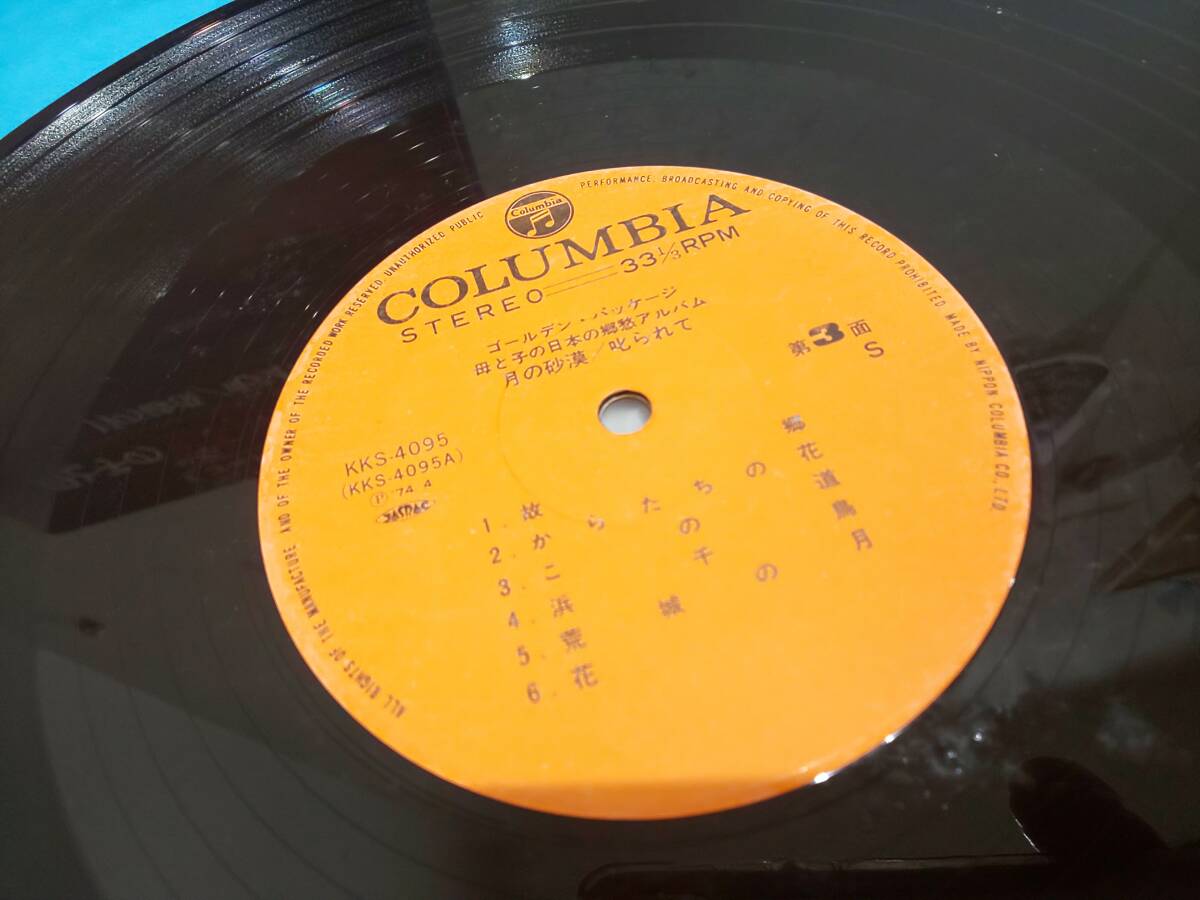 ALL RIGHTS OF THE MANUFACTURE AND OF THE OWNER OF THE RECORDED WORK RESERVED UNAUTHORIZED PUBLIC PERFORMANCE, BROADCASTING AND COPYING OF THIS RECORD PROHIBITED MADE BY NIPPON COLUMBIA CO., LTD.
Columbia
COLUMBIA
STEREO 33 1/3 RPM
ゴールデン・パッケージ
母と子の日本の郷愁アルバム
月の砂漠/叱られて
第3面
S
KKS-4095
(KKS-4095A)
Ⓟ '74.4
JASRAC
1. 故郷
2. からたちの花
3. この道
4. 浜千鳥
5. 荒城の月
6. 花